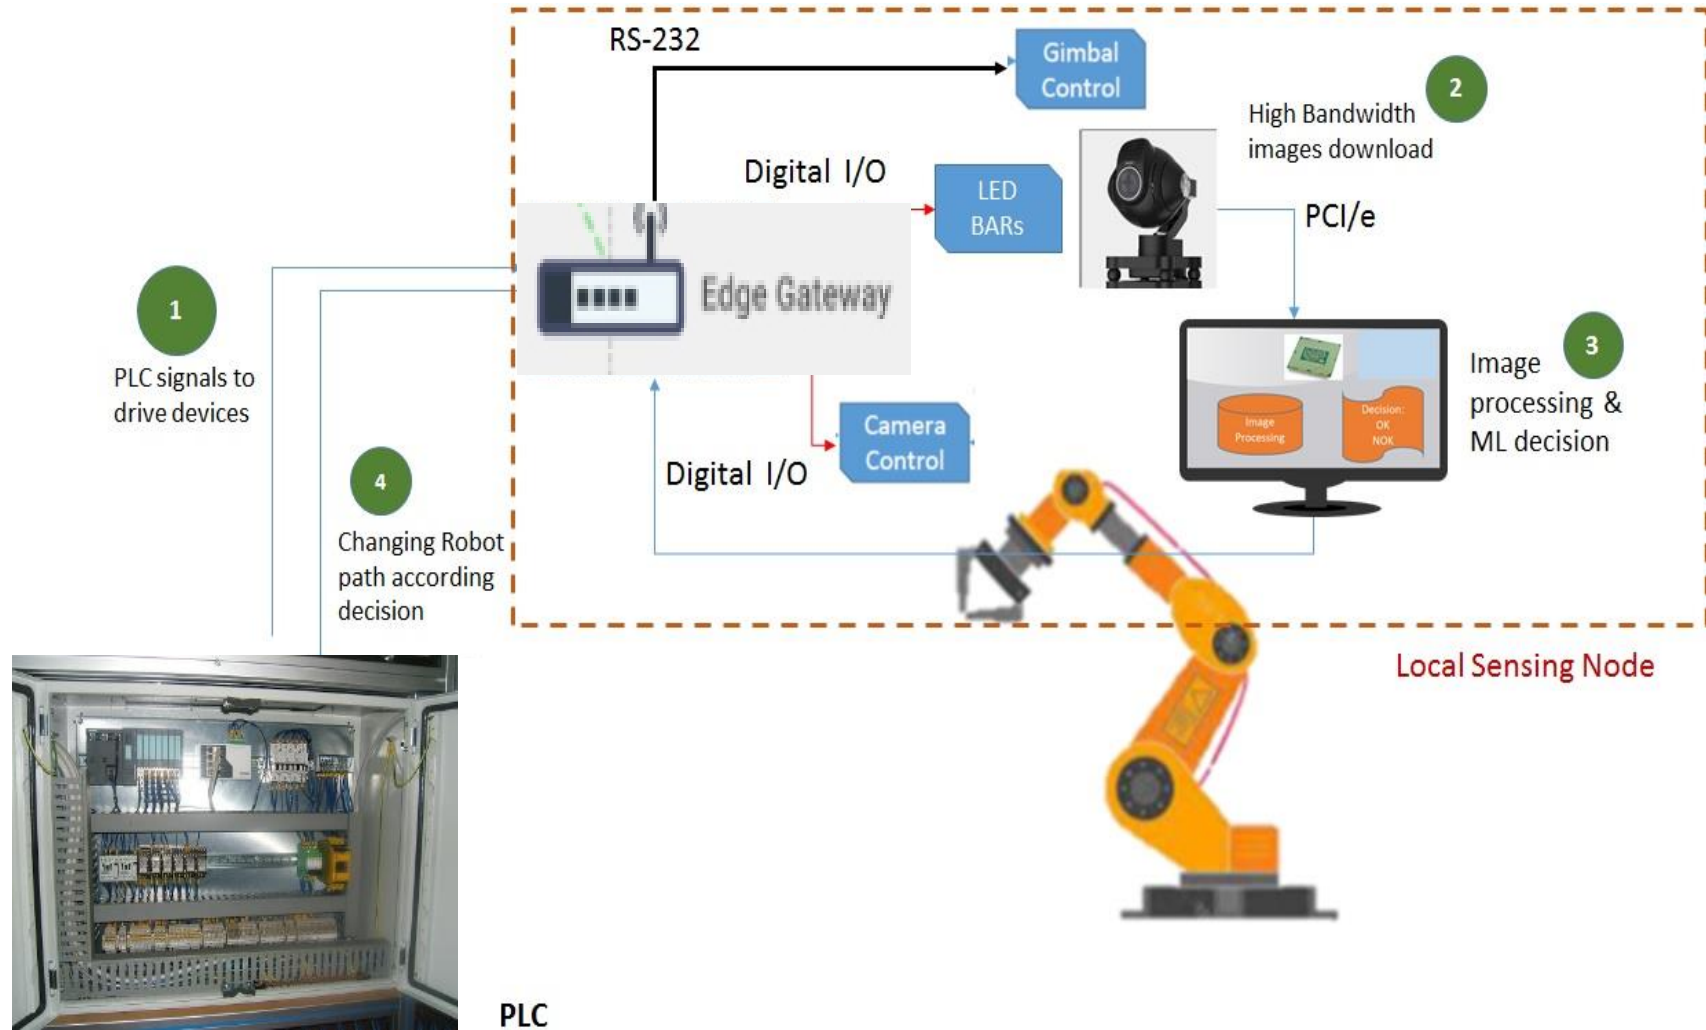 RS-232
Gimbal
Control
2
High Bandwidth
images download
Digital I/O
LED
BARs
PCI/e
Edge Gateway
1
PLC signals to
drive devices
3
Image
processing &
ML decision
Image
Processing
Decision:
OK
NOK
Camera
Control
Digital I/O
4
Changing Robot
path according
decision
Local Sensing Node
PLC